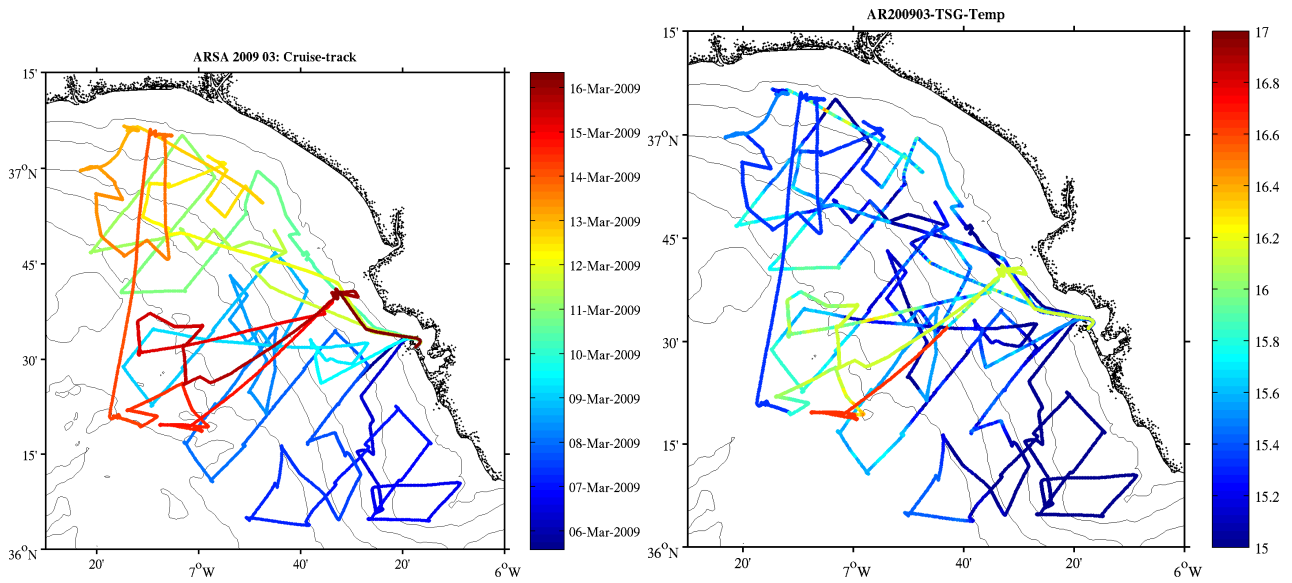 ARSA 2009 03: Cruise-track
15'
37°N
45'
30'
15'
36°N
20'
7°W
40'
20'
6°W
16-Mar-2009
15-Mar-2009
14-Mar-2009
13-Mar-2009
12-Mar-2009
11-Mar-2009
10-Mar-2009
09-Mar-2009
08-Mar-2009
07-Mar-2009
06-Mar-2009
AR200903-TSG-Temp
15'
37°N
45'
30'
15'
36°N
20'
7°W
40'
20'
6°W
17
16.8
16.6
16.4
16.2
16
15.8
15.6
15.4
15.2
15